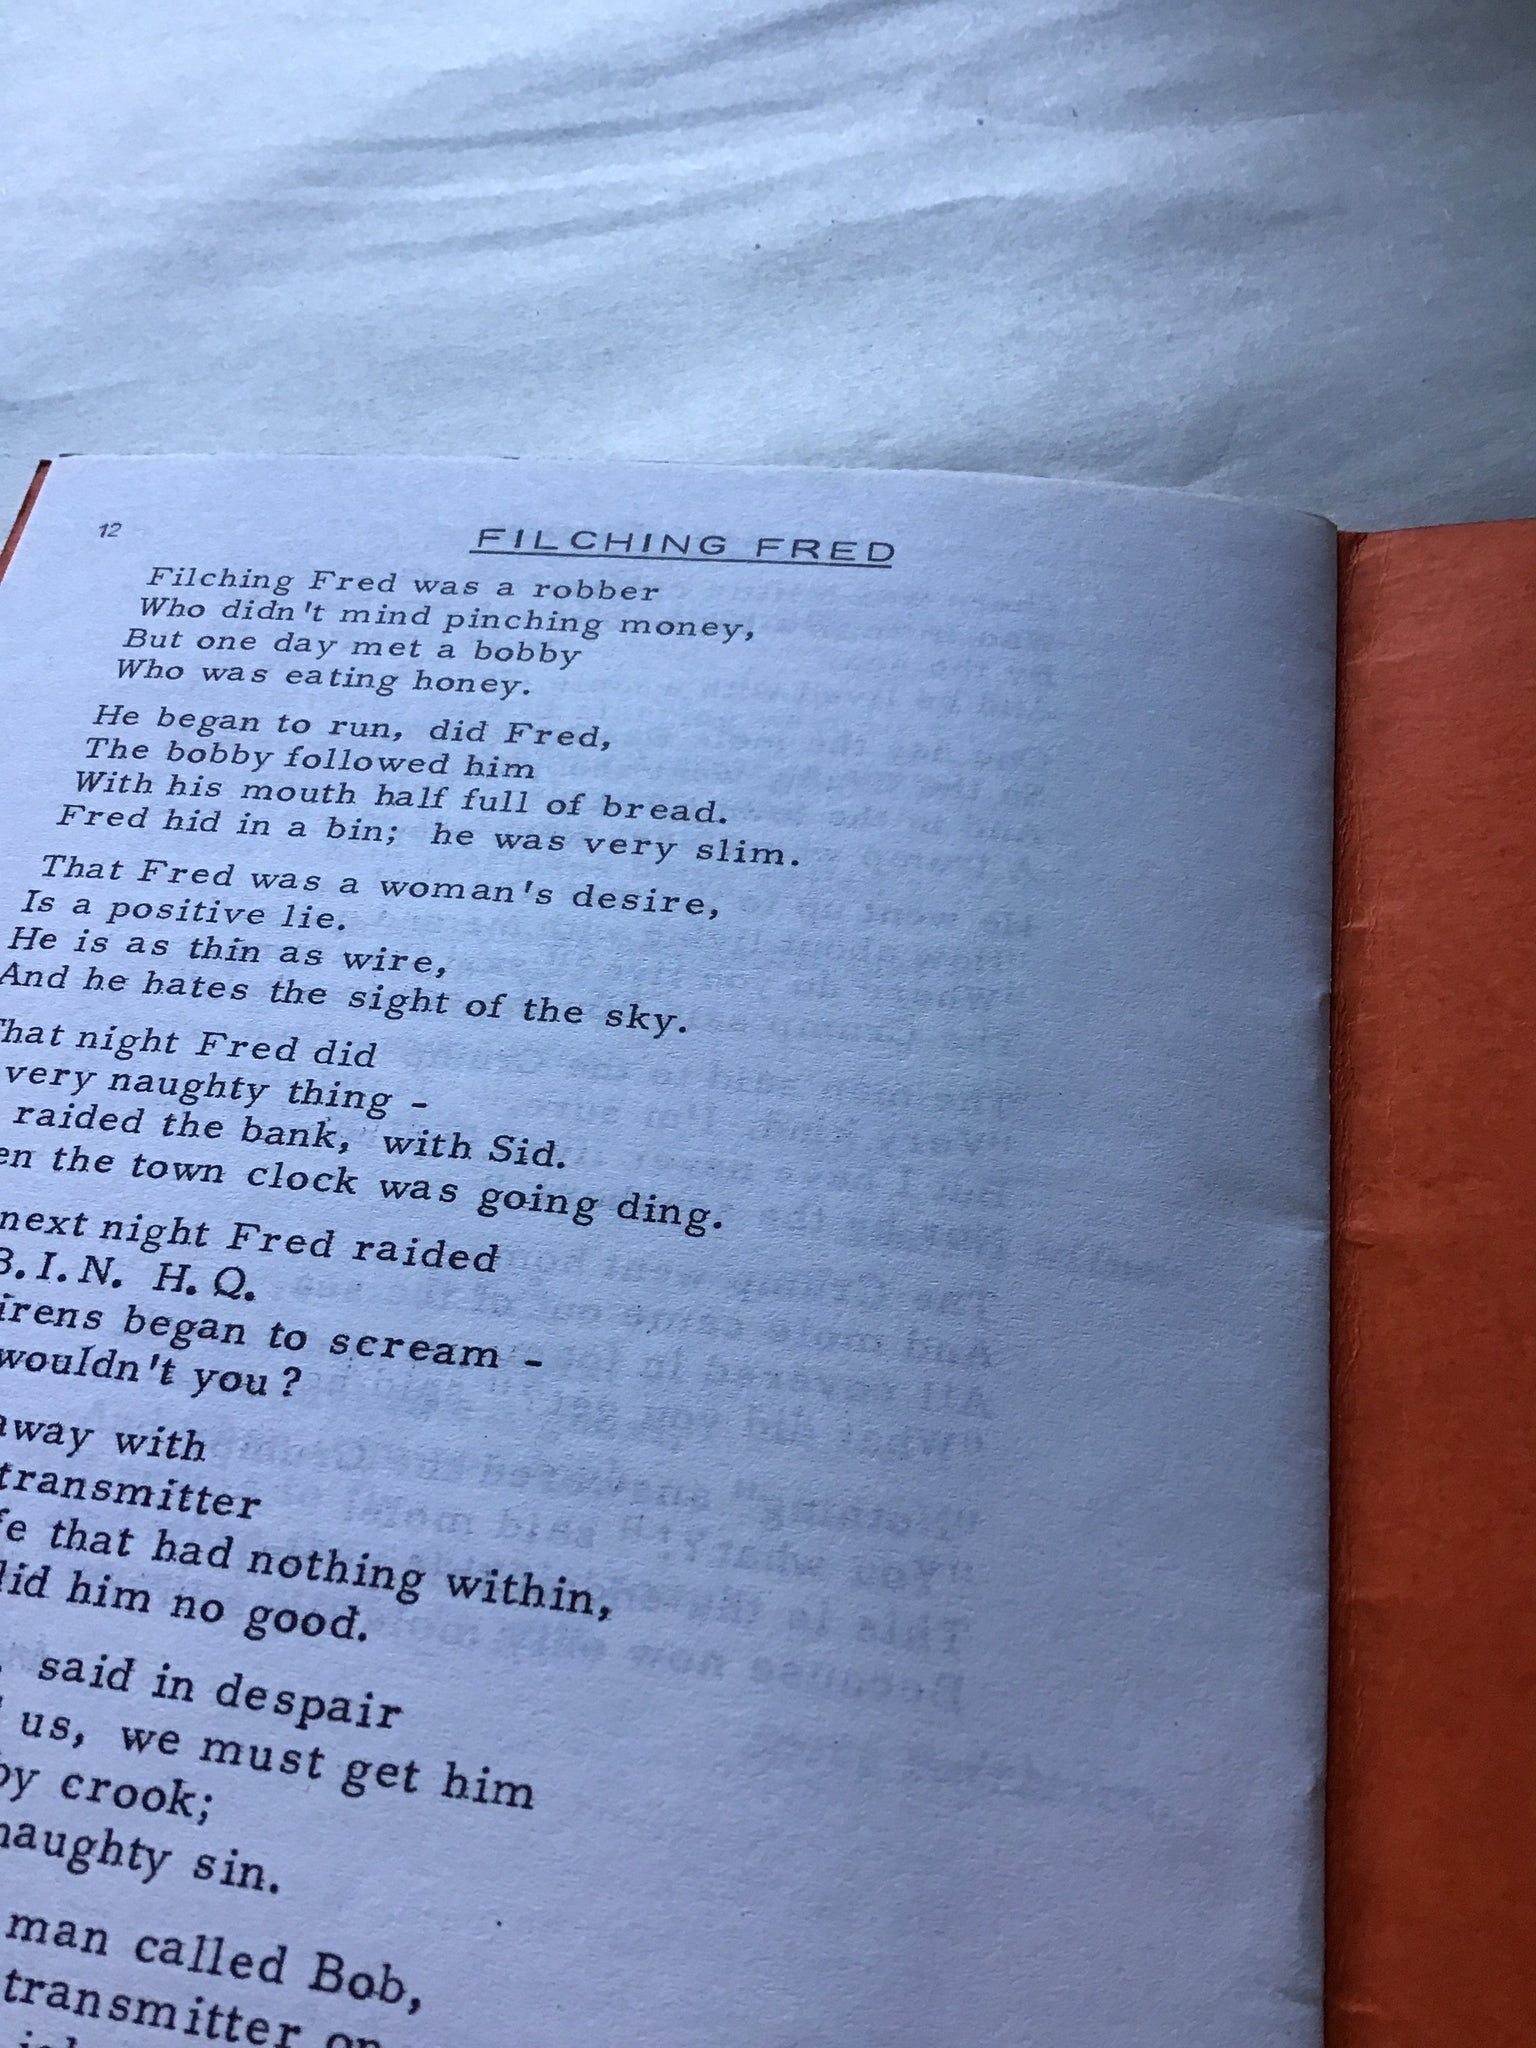 12
FILCHING FRED
Filching Fred was a robber
Who didn't mind pinching money,
But one day met a bobby
Who was eating honey.
He began to run, did Fred,
The bobby followed him
With his mouth half full of bread.
Fred hid in a bin; he was very slim.
That Fred was a woman's desire,
Is a positive lie.
He is as thin as wire,
And he hates the sight of the sky.
That night Fred did
very naughty thing -
raided the bank, with Sid.
the town clock was going ding.
next night Fred raided
B.I.N. H.Q.
began to scream -
wouldn't you?
away with
transmitter
that had nothing within,
him no good.
said in despair
us, we must get him
by crook;
naughty sin.
man called Bob,
transmitter on